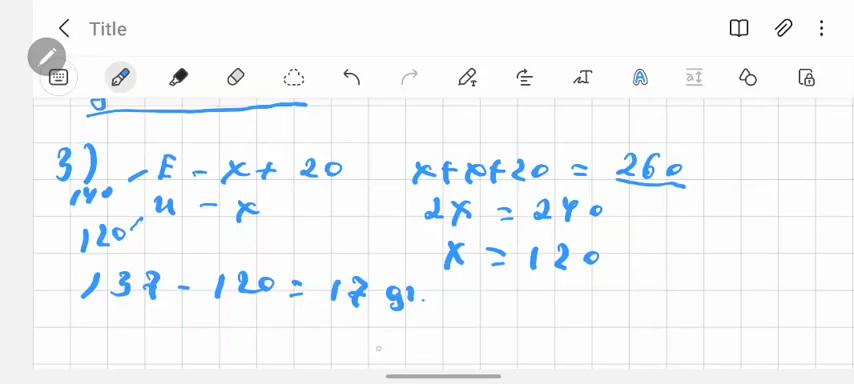 Title
3) - E - x + 20
140
u - x
120
137 - 120 = 17 gr.
x+x+20 = 260
2x = 240
x = 120